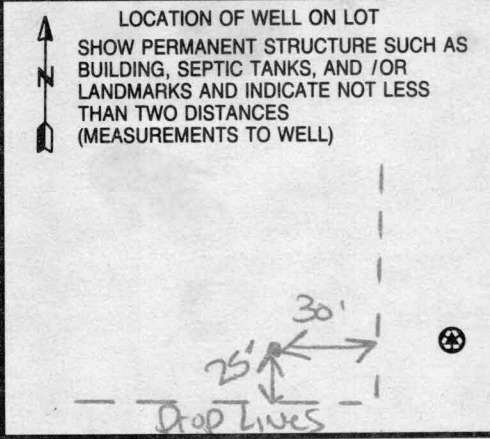 LOCATION OF WELL ON LOT
SHOW PERMANENT STRUCTURE SUCH AS
BUILDING, SEPTIC TANKS, AND /OR
LANDMARKS AND INDICATE NOT LESS
THAN TWO DISTANCES
(MEASUREMENTS TO WELL)
N
30'
25'
Drop Lines